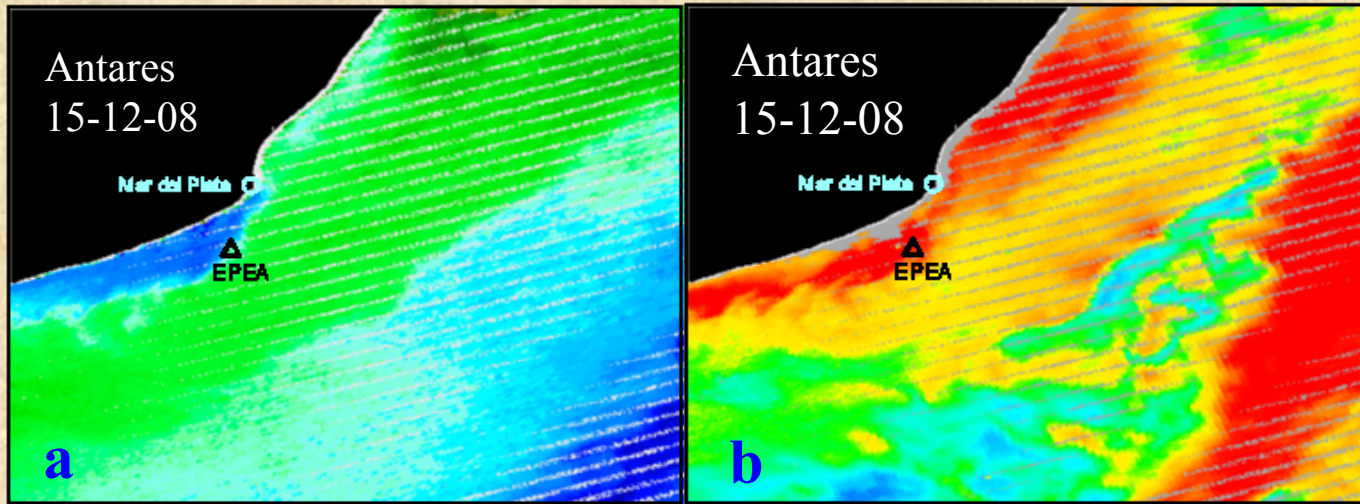 Antares
15-12-08
Mar del Plata
EPEA
a
Antares
15-12-08
Mar del Plata
EPEA
b